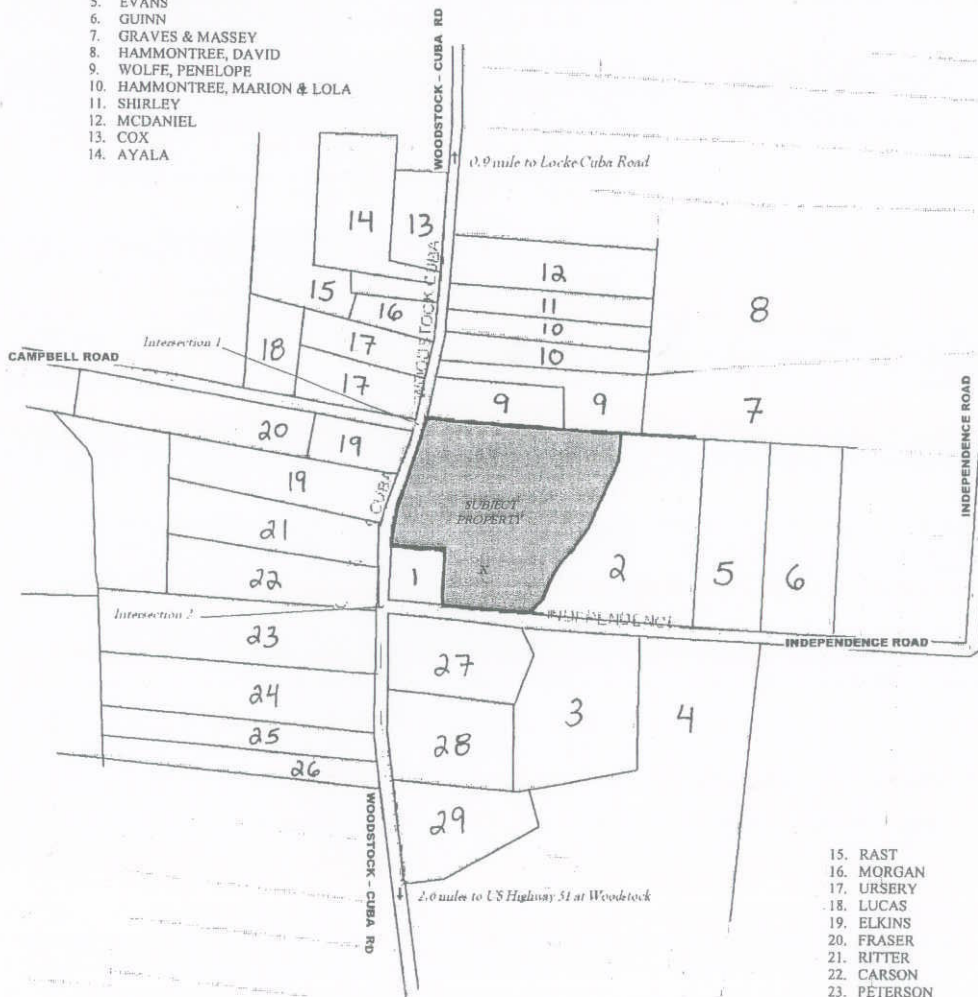 5. EVANS
6. GUINN
7. GRAVES & MASSEY
8. HAMMONTREE, DAVID
9. WOLFE, PENELOPE
10. HAMMONTREE, MARION & LOLA
11. SHIRLEY
12. MCDANIEL
13. COX
14. AYALA
WOODSTOCK - CUBA RD
0.9 mile to Locke Cuba Road
14
13
WOODSTOCK CUBA
12
15
11
16
10
8
Intersection 1
17
10
CAMPBELL ROAD
18
17
9
9
7
INDEPENDENCE ROAD
20
19
19
CUBA
SUBJECT
PROPERTY
21
X
22
1
2
5
6
Intersection 2
INDEPENDENCE
INDEPENDENCE ROAD
23
27
24
3
4
25
28
26
29
WOODSTOCK - CUBA RD
2.6 miles to US Highway 51 at Woodstock
15. RAST
16. MORGAN
17. URSERY
18. LUCAS
19. ELKINS
20. FRASER
21. RITTER
22. CARSON
23. PETERSON